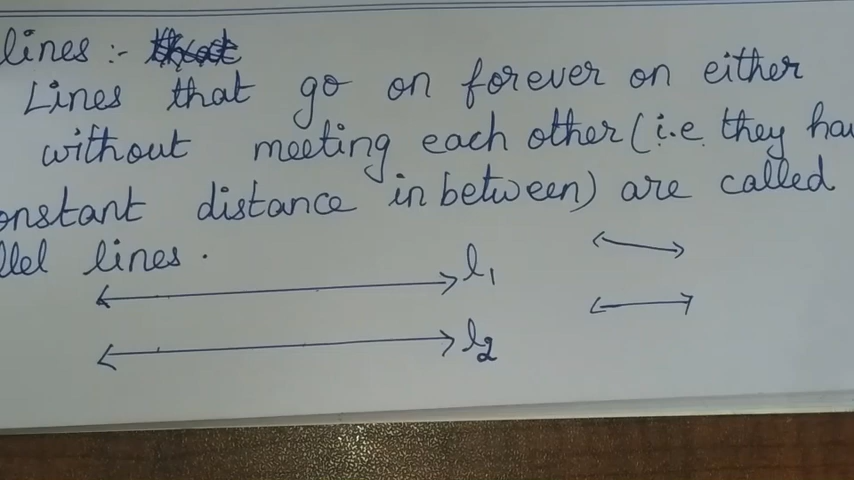 lines :-
Lines that go on forever on either
without meeting each other (i.e. they ha
onstant distance in between) are called
llel lines.
l₁
l₂